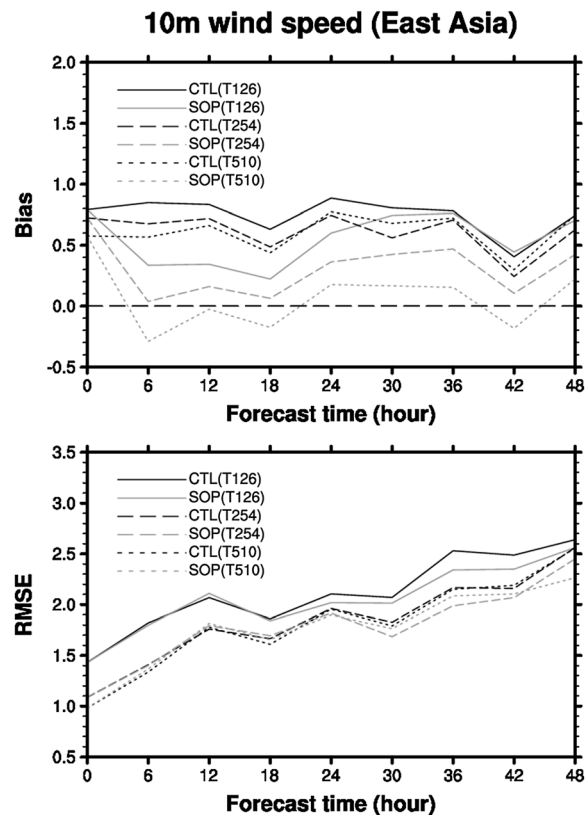 10m wind speed (East Asia)
2.0
1.5
1.0
0.5
0.0
-0.5
Bias
CTL(T126)
SOP(T126)
CTL(T254)
SOP(T254)
CTL(T510)
SOP(T510)
0 6 12 18 24 30 36 42 48
Forecast time (hour)
3.5
3.0
2.5
2.0
1.5
1.0
0.5
RMSE
CTL(T126)
SOP(T126)
CTL(T254)
SOP(T254)
CTL(T510)
SOP(T510)
0 6 12 18 24 30 36 42 48
Forecast time (hour)